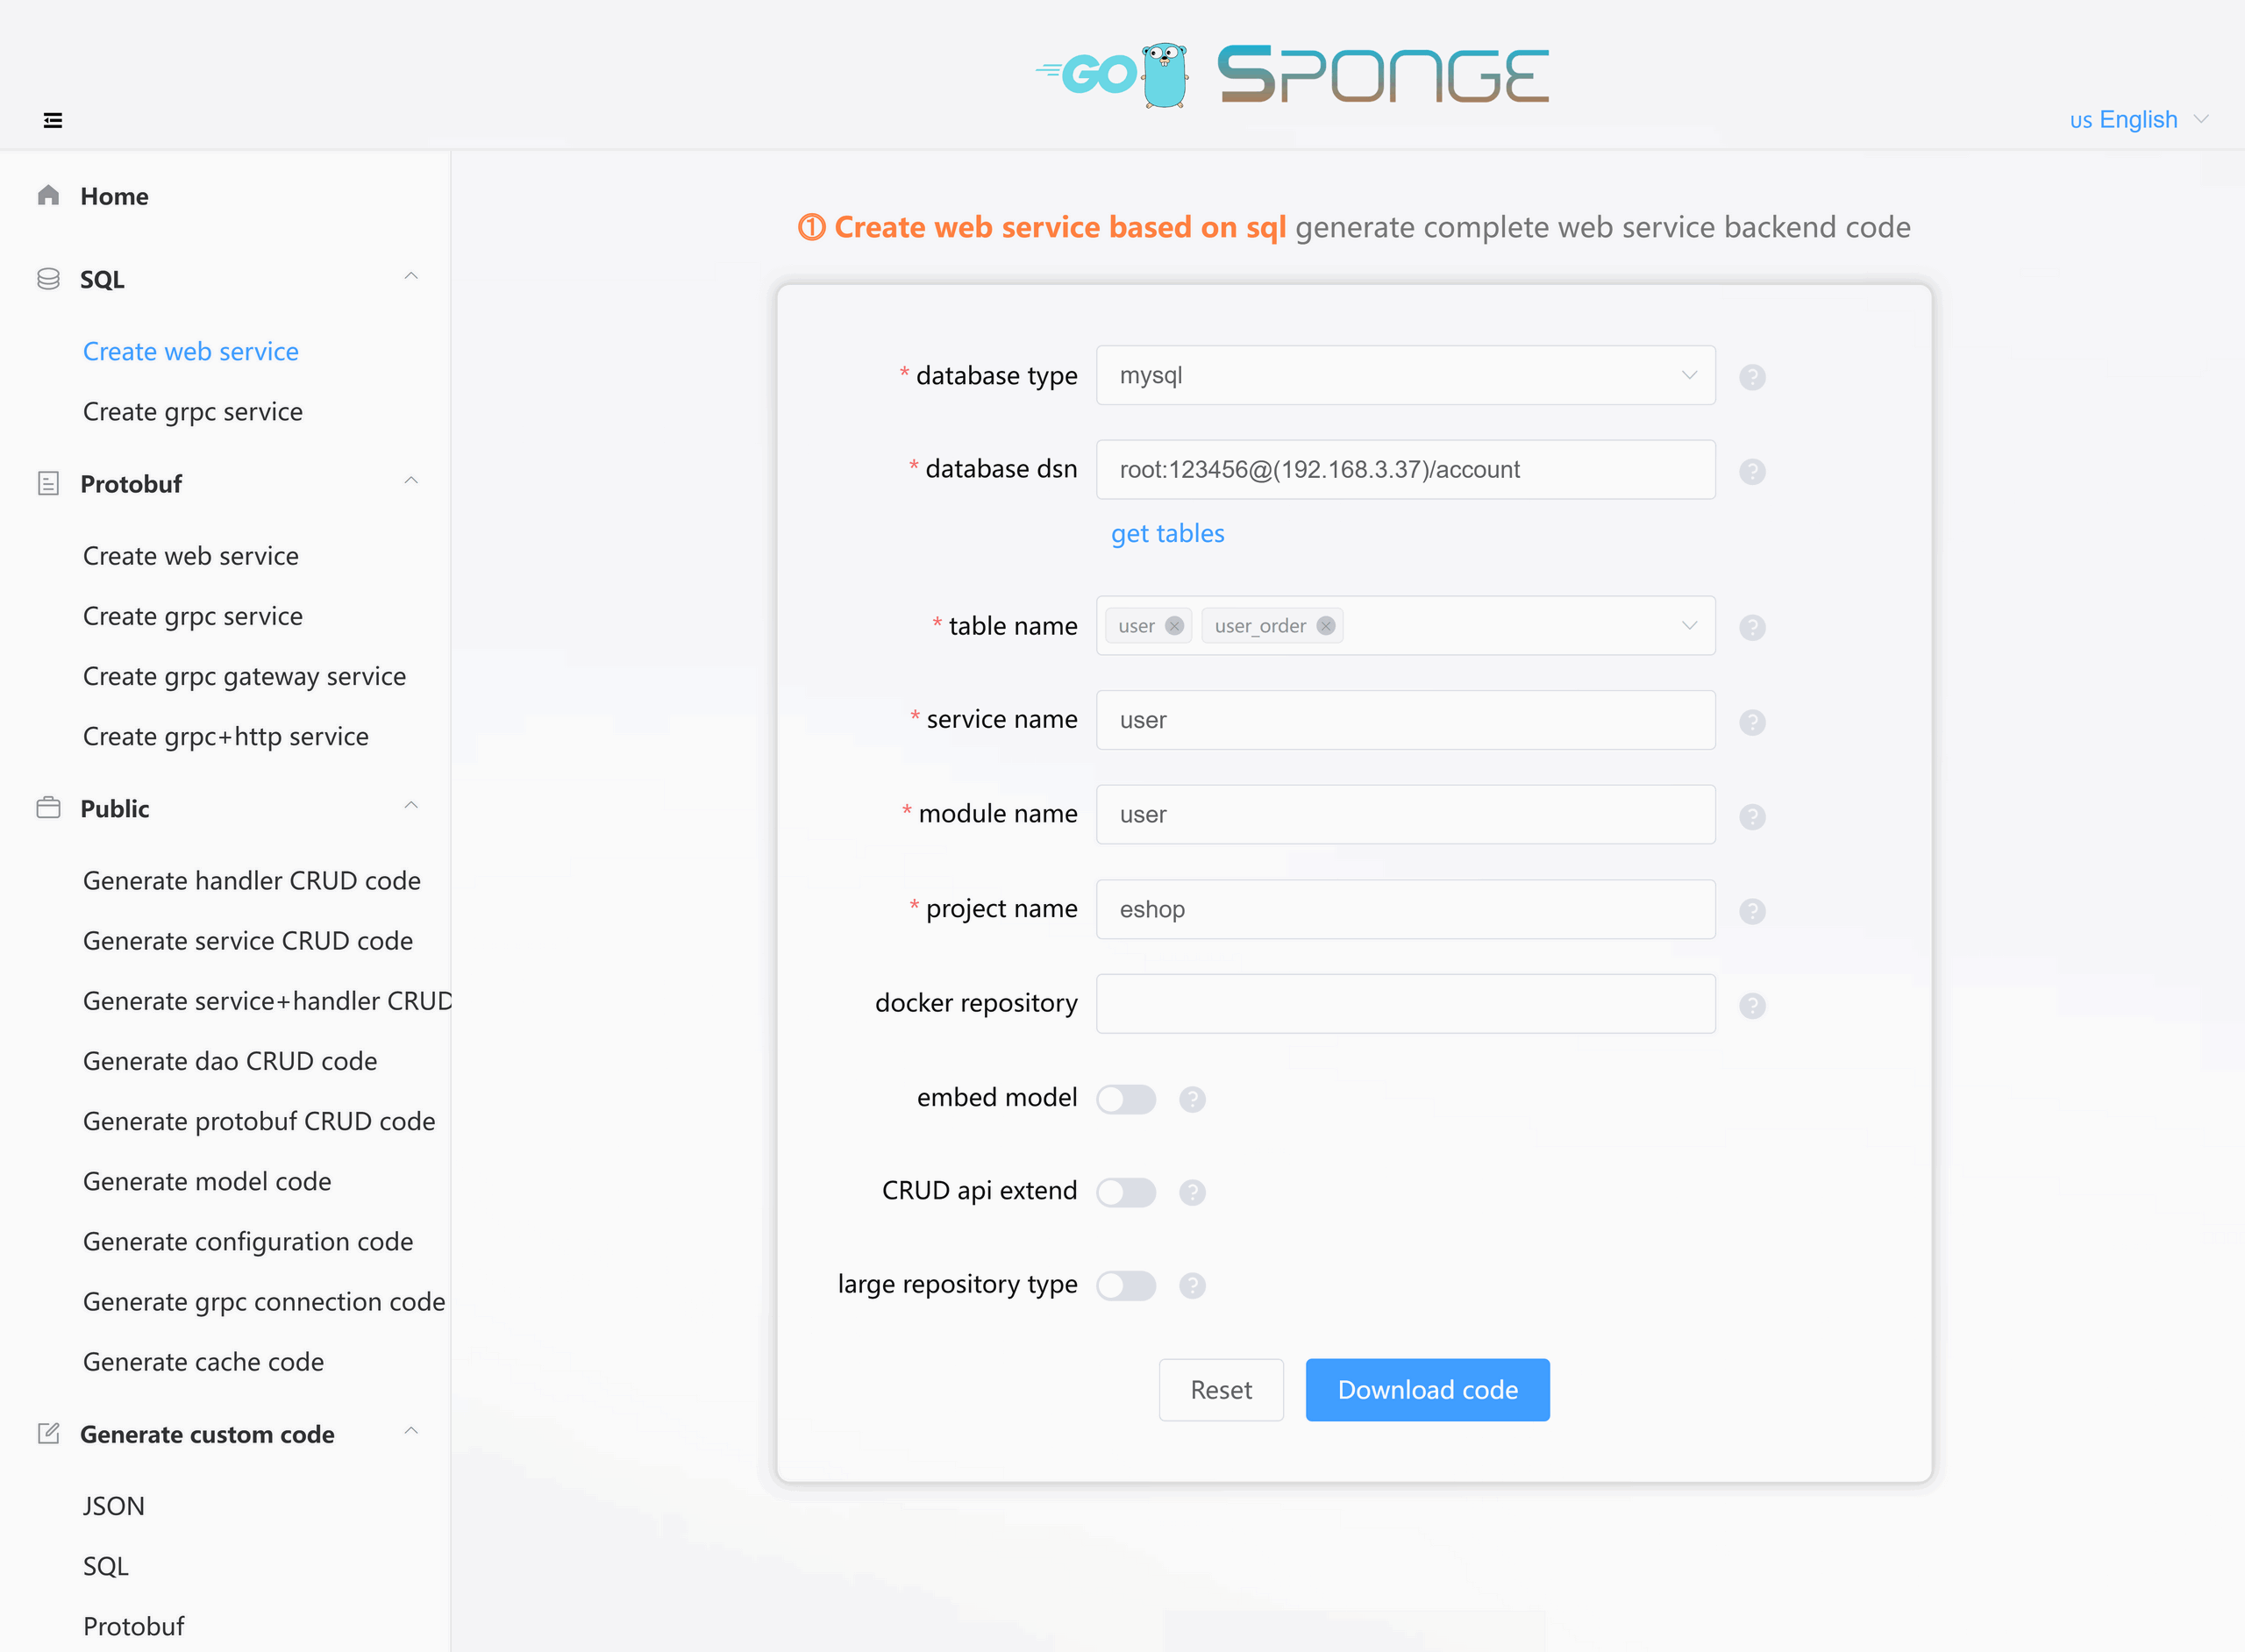 GO SPONGE
us English
Home
SQL
Create web service
Create grpc service
Protobuf
Create web service
Create grpc service
Create grpc gateway service
Create grpc+http service
Public
Generate handler CRUD code
Generate service CRUD code
Generate service+handler CRUD
Generate dao CRUD code
Generate protobuf CRUD code
Generate model code
Generate configuration code
Generate grpc connection code
Generate cache code
Generate custom code
JSON
SQL
Protobuf
① Create web service based on sql generate complete web service backend code
* database type mysql ?
* database dsn root:123456@(192.168.3.37)/account ?
get tables
* table name user user_order ?
* service name user ?
* module name user ?
* project name eshop ?
docker repository ?
embed model ?
CRUD api extend ?
large repository type ?
Reset Download code